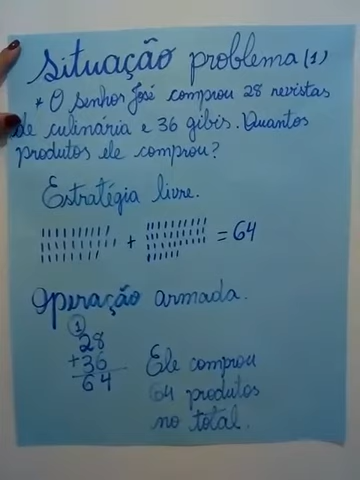 Situação problema (1)
* O senhor José comprou 28 revistas
de culinária e 36 gibis. Quantos
produtos ele comprou?
Estratégia livre.
+ = 64
Operação armada.
1
28
+36
64
Ele comprou
64 produtos
no total.